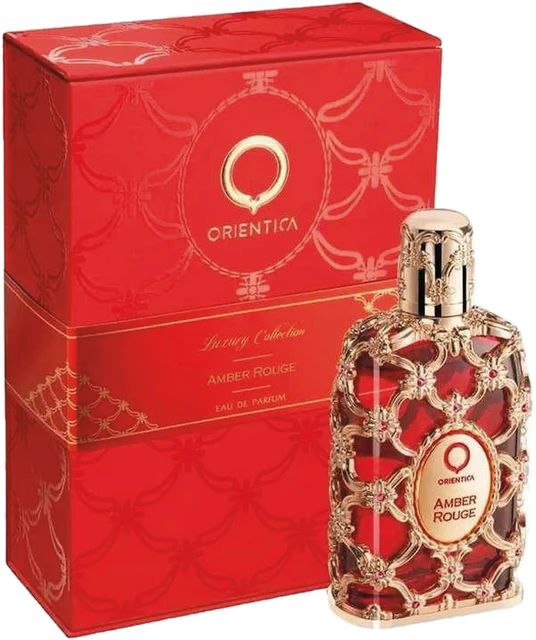 ORIENTICA
Luxury Collection
AMBER ROUGE
EAU DE PARFUM
ORIENTICA
AMBER
ROUGE